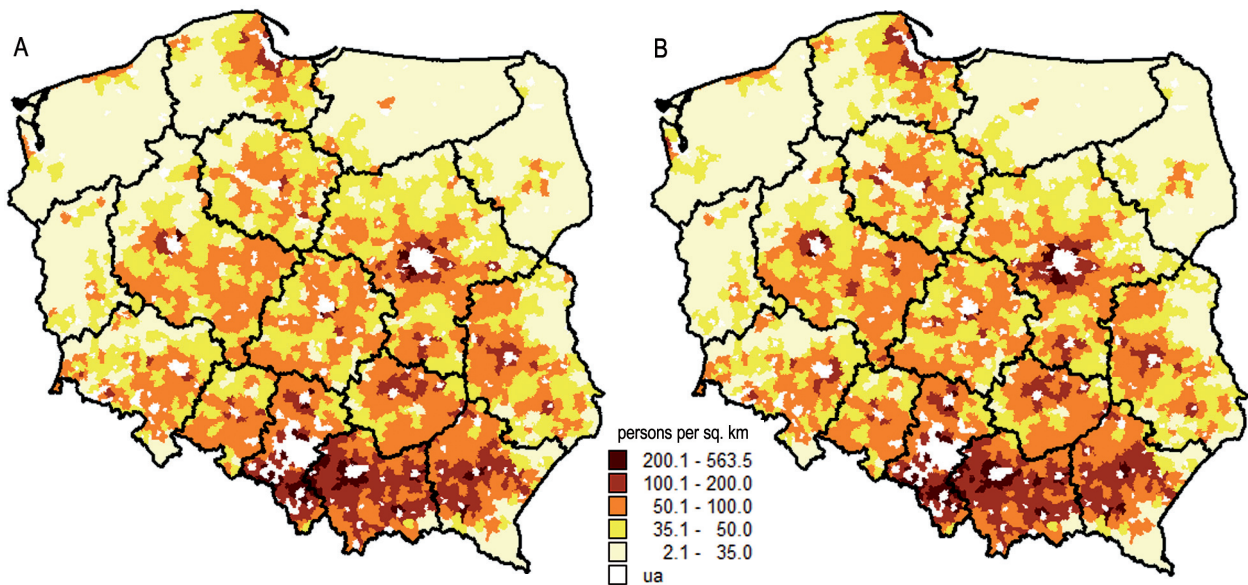 A
B
persons per sq. km
200.1 - 563.5
100.1 - 200.0
50.1 - 100.0
35.1 - 50.0
2.1 - 35.0
ua